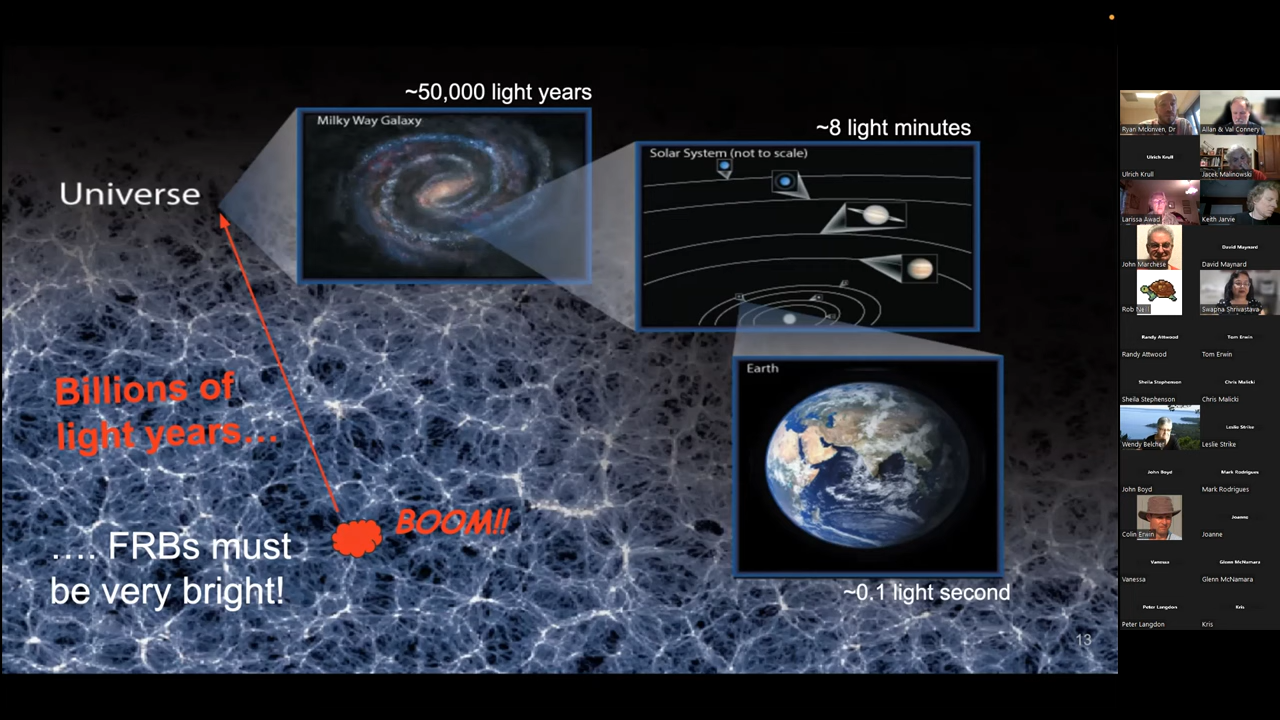 ~50,000 light years
Milky Way Galaxy
~8 light minutes
Solar System (not to scale)
Universe
Earth
Billions of
light years...
BOOM!!
.... FRBs must
be very bright!
~0.1 light second
13
Ryan Mckinven, Dr
Allan & Val Connery
Ulrich Krull
Ulrich Krull
Jacek Malinowski
Larissa Awad
Keith Jarvie
John Marchese
David Maynard
David Maynard
Rob Neil
Swapna Shrivastava
Randy Attwood
Tom Erwin
Randy Attwood
Tom Erwin
Sheila Stephenson
Chris Malicki
Sheila Stephenson
Chris Malicki
Wendy Belcher
Leslie Strike
Leslie Strike
John Boyd
Mark Rodrigues
John Boyd
Mark Rodrigues
Colin Erwin
Joanne
Joanne
Vanessa
Glenn McNamara
Vanessa
Glenn McNamara
Peter Langdon
Kris
Peter Langdon
Kris